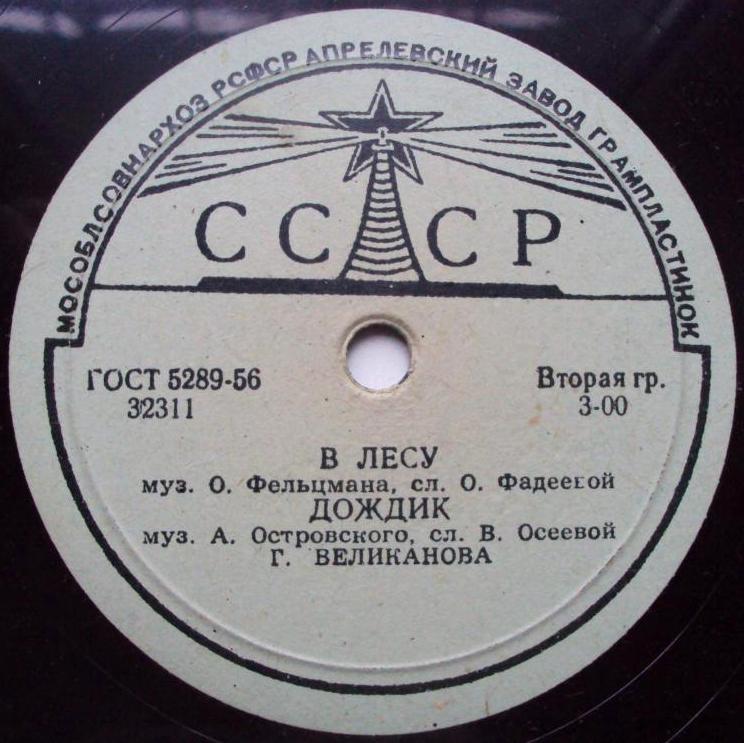 МОСОБЛСОВНАРХОЗ РСФСР АПРЕЛЕВСКИЙ ЗАВОД ГРАМПЛАСТИНОК
СССР
ГОСТ 5289-56 Вторая гр.
32311 3-00
В ЛЕСУ
муз. О. Фельцмана, сл. О. Фадеевой
ДОЖДИК
муз. А. Островского, сл. В. Осеевой
Г. ВЕЛИКАНОВА